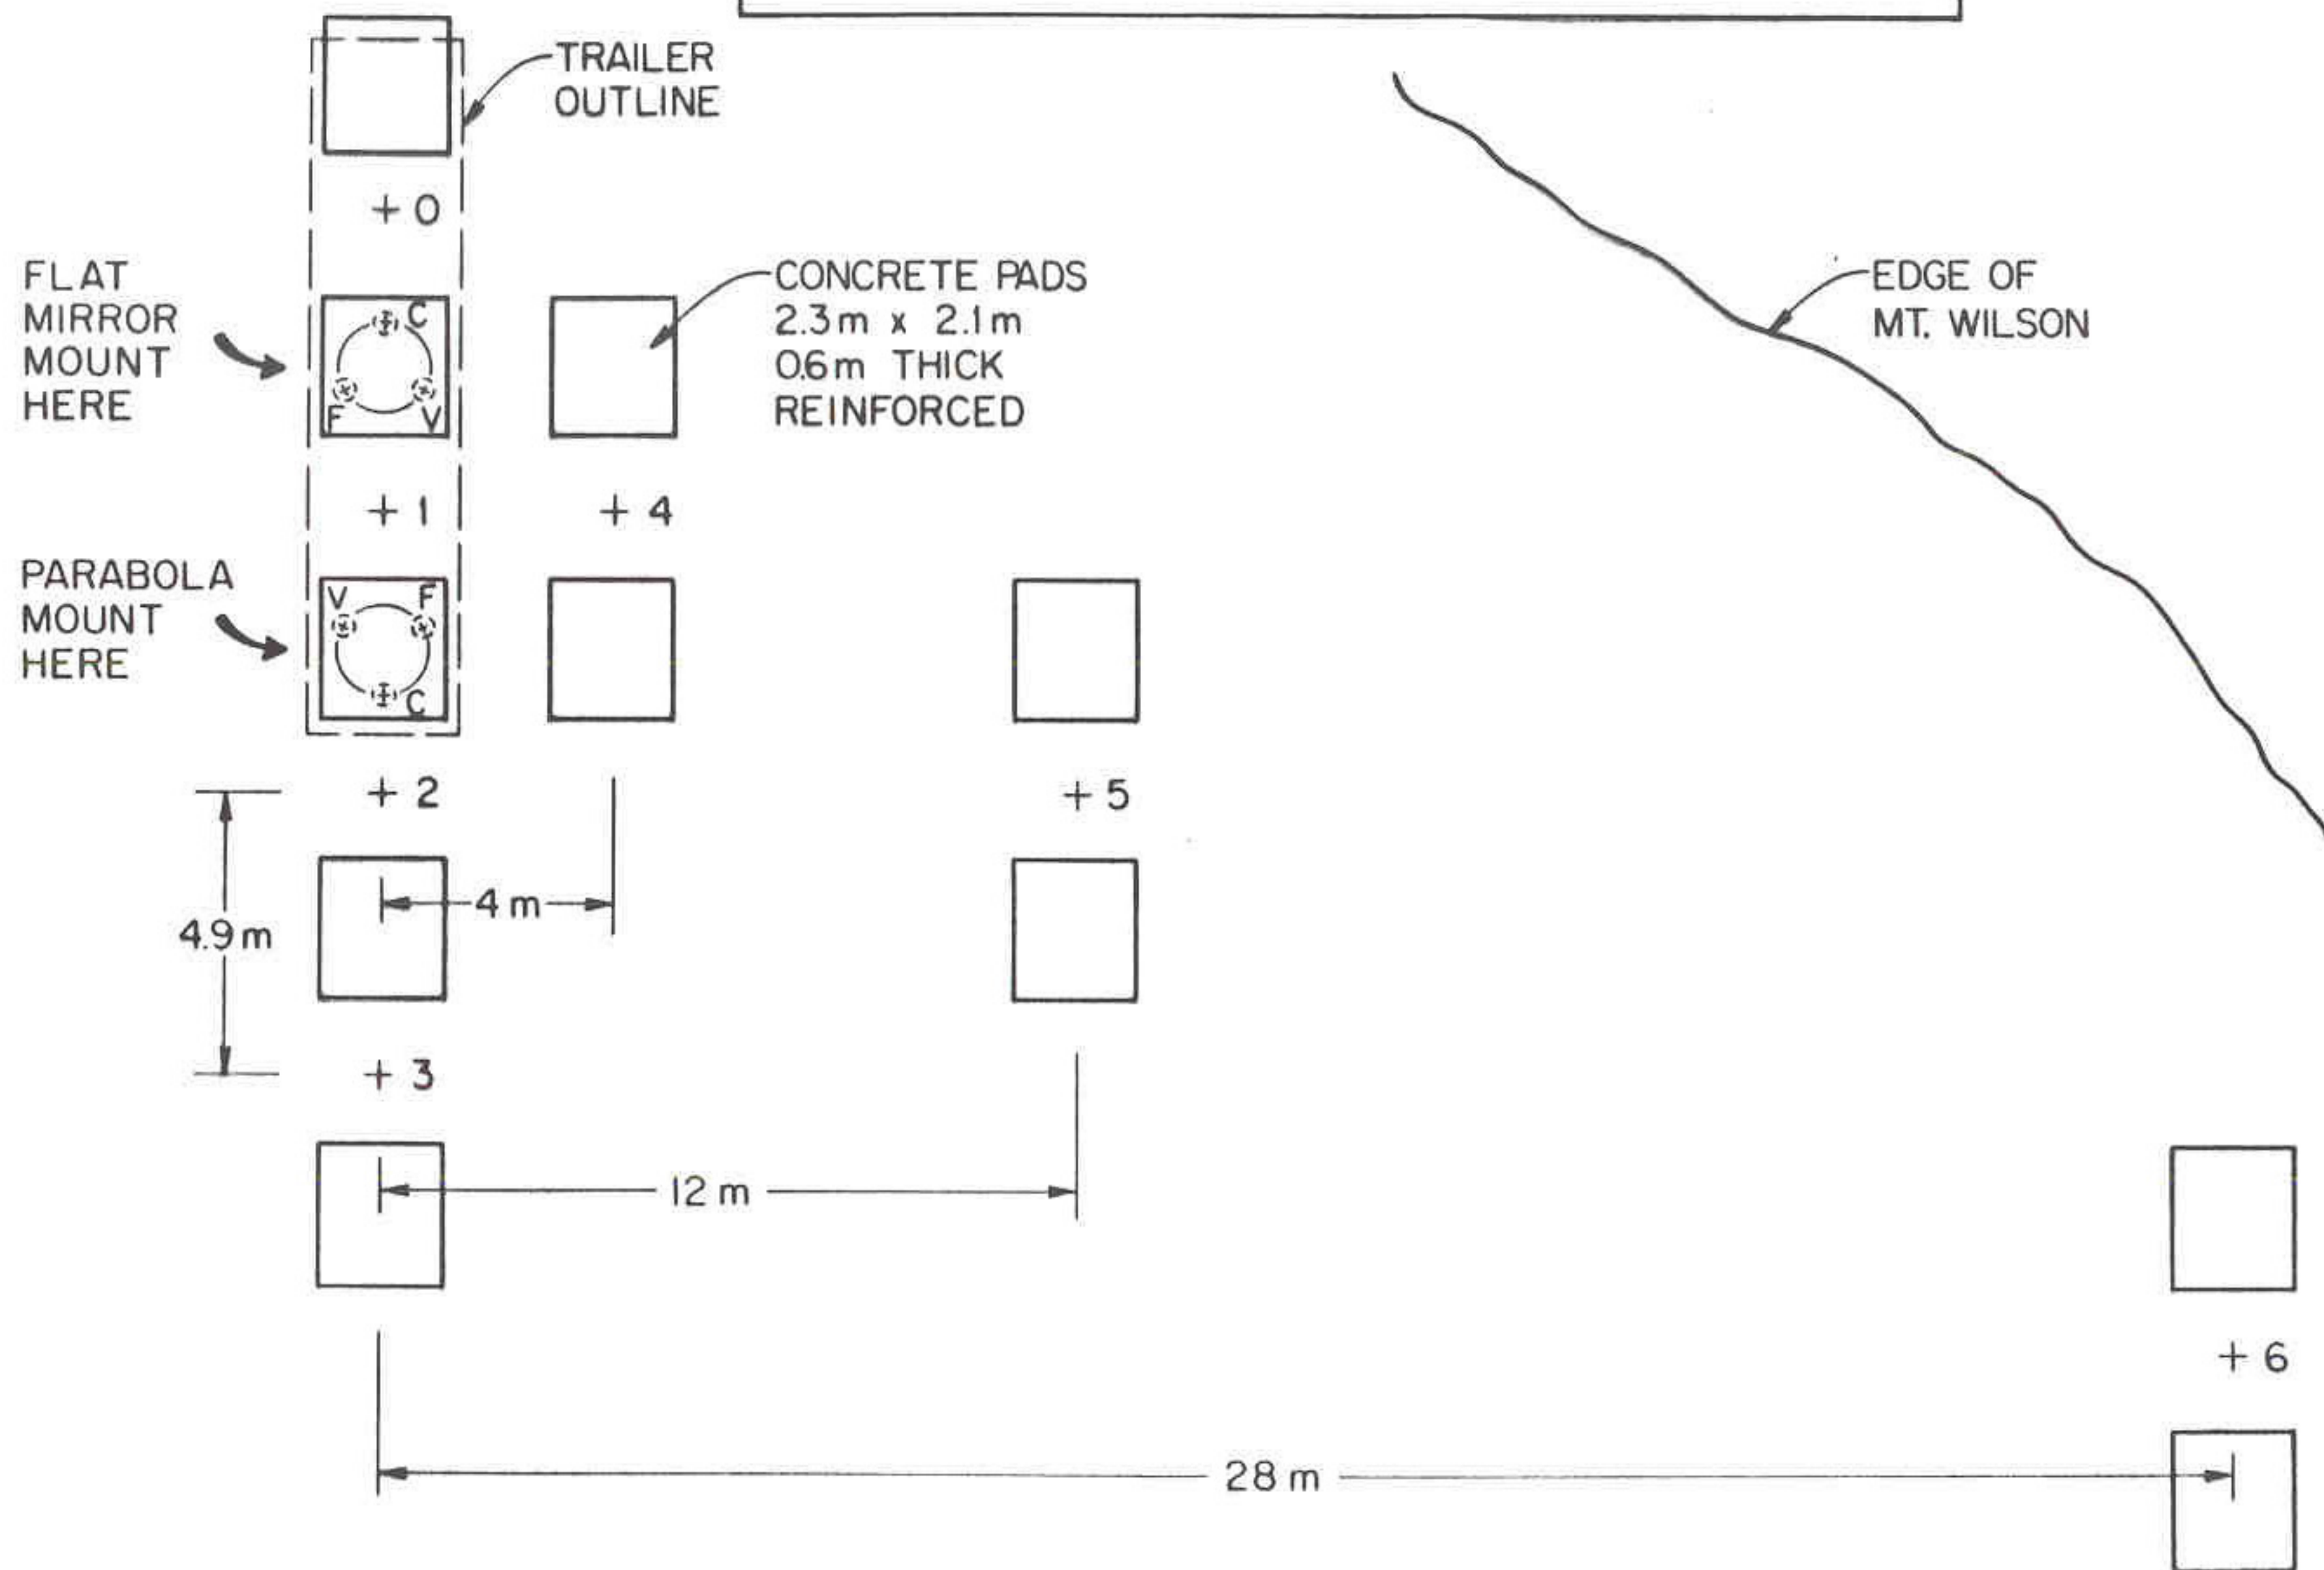 TRAILER
OUTLINE
+ 0
FLAT
MIRROR
MOUNT
HERE
C
F
V
CONCRETE PADS
2.3m x 2.1m
0.6m THICK
REINFORCED
EDGE OF
MT. WILSON
+ 1
+ 4
PARABOLA
MOUNT
HERE
V
F
C
+ 2
+ 5
4 m
4.9 m
+ 3
12 m
+ 6
28 m